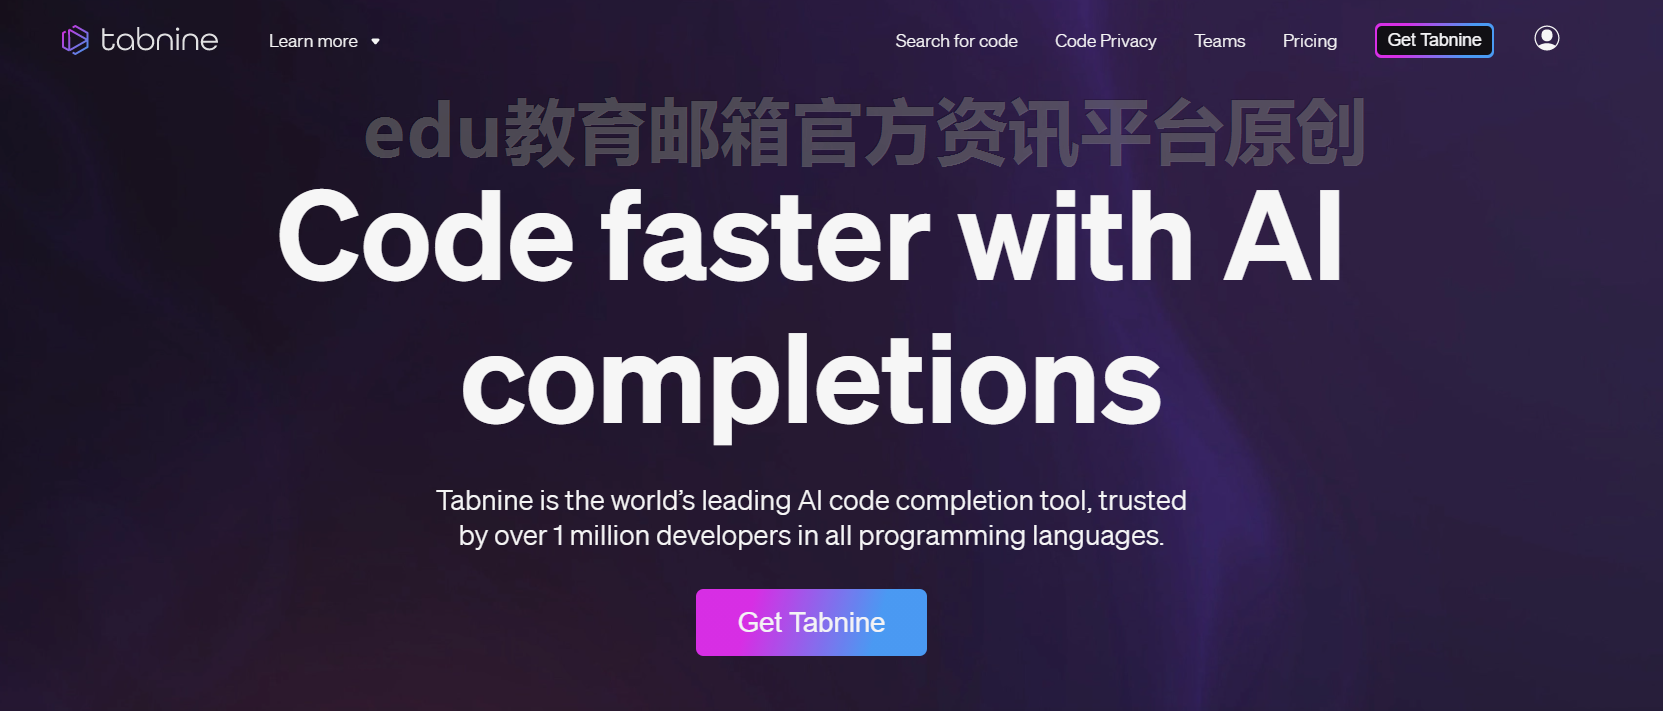 tabnine Learn more Search for code Code Privacy Teams Pricing Get Tabnine
edu教育邮箱官方资讯平台原创
Code faster with AI
completions
Tabnine is the world's leading AI code completion tool, trusted
by over 1 million developers in all programming languages.
Get Tabnine